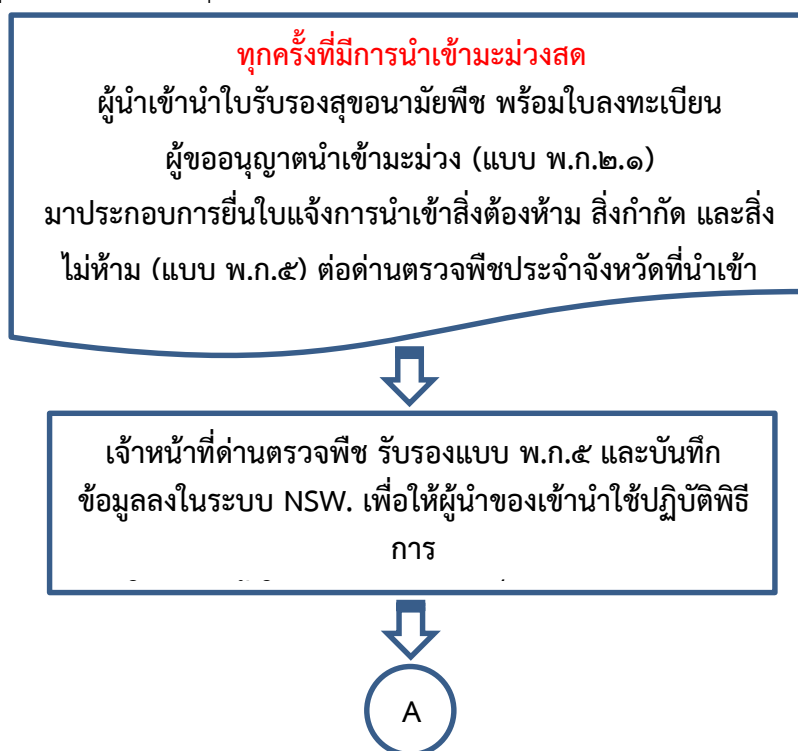 ทุกครั้งที่มีการนำเข้ามะม่วงสด
ผู้นำเข้านำใบรับรองสุขอนามัยพืช พร้อมใบลงทะเบียน
ผู้ขออนุญาตนำเข้ามะม่วง (แบบ พ.ก.๒.๑)
มาประกอบการยื่นใบแจ้งการนำเข้าสิ่งต้องห้าม สิ่งกำกัด และสิ่ง
ไม่ห้าม (แบบ พ.ก.๕) ต่อด่านตรวจพืชประจำจังหวัดที่นำเข้า
เจ้าหน้าที่ด่านตรวจพืช รับรองแบบ พ.ก.๕ และบันทึก
ข้อมูลลงในระบบ NSW. เพื่อให้ผู้นำของเข้านำใช้ปฏิบัติพิธี
การ
A